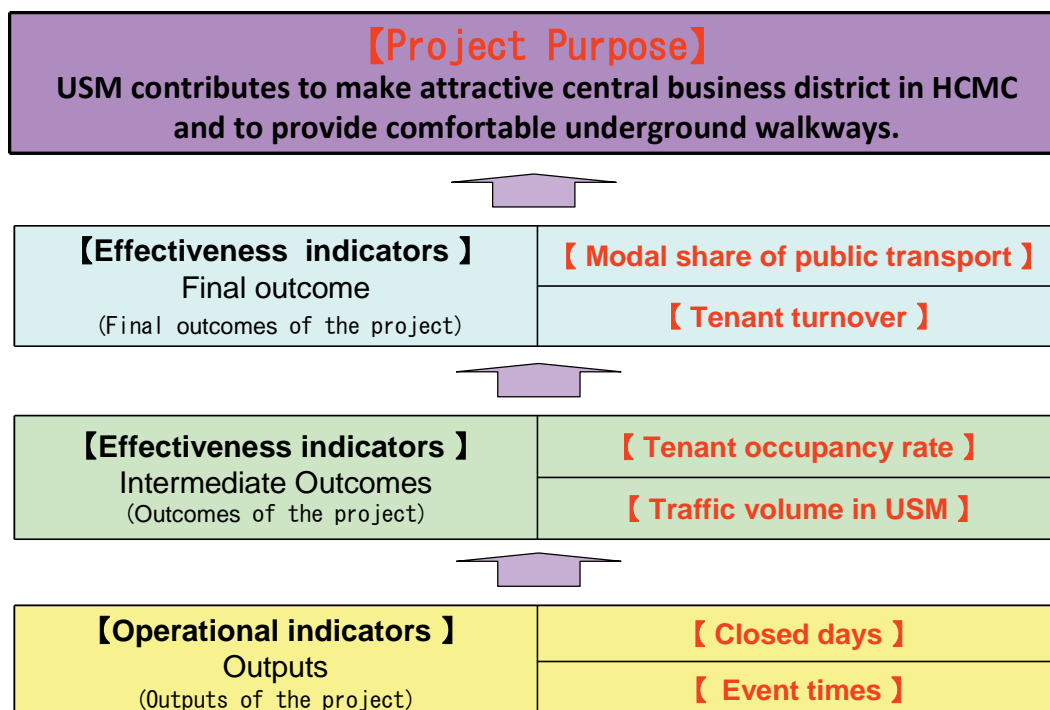 【Project Purpose】
USM contributes to make attractive central business district in HCMC
and to provide comfortable underground walkways.
【Effectiveness indicators 】
Final outcome
(Final outcomes of the project)
【 Modal share of public transport 】
【 Tenant turnover 】
【Effectiveness indicators 】
Intermediate Outcomes
(Outcomes of the project)
【 Tenant occupancy rate 】
【 Traffic volume in USM 】
【Operational indicators 】
Outputs
(Outputs of the project)
【 Closed days 】
【 Event times 】